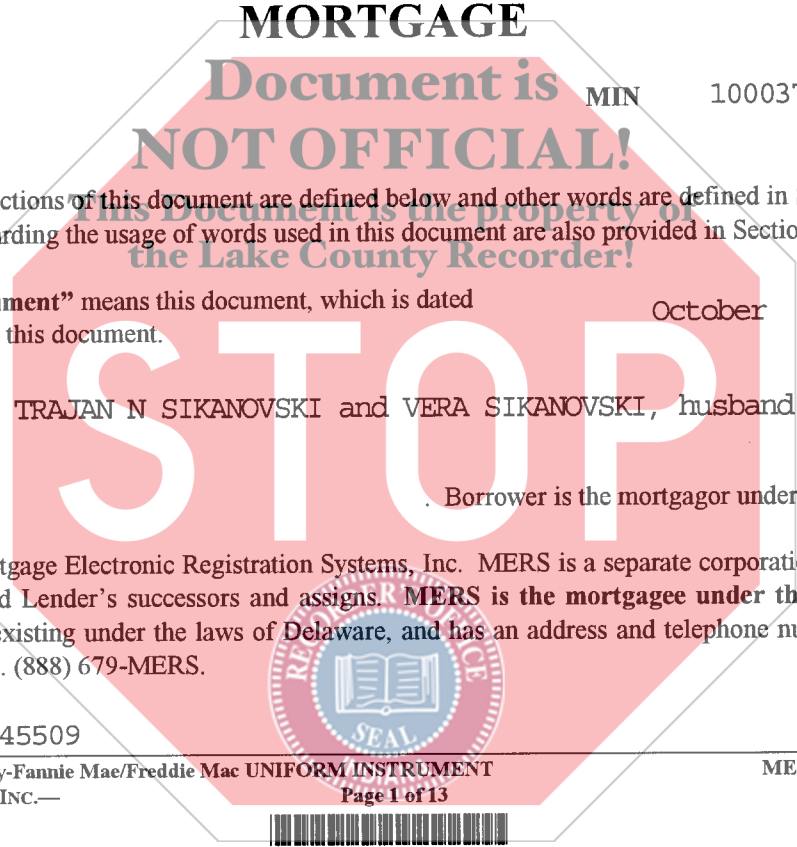 MORTGAGE
Document is
MIN 10003
NOT OFFICIAL!
ctions of this document are defined below and other words are defined in
This Document is the property of
rding the usage of words used in this document are also provided in Sectio
the Lake County Recorder!
ment” means this document, which is dated October
this document.
STOP
TRAJAN N SIKANOVSKI and VERA SIKANOVSKI, husband
. Borrower is the mortgagor under
tgage Electronic Registration Systems, Inc. MERS is a separate corporati
d Lender's successors and assigns. MERS is the mortgagee under th
existing under the laws of Delaware, and has an address and telephone nu
. (888) 679-MERS.
RECORDER'S OFFICE
SEAL
INDIANA
45509
y-Fannie Mae/Freddie Mac UNIFORM INSTRUMENT ME
INC.—
Page 1 of 13